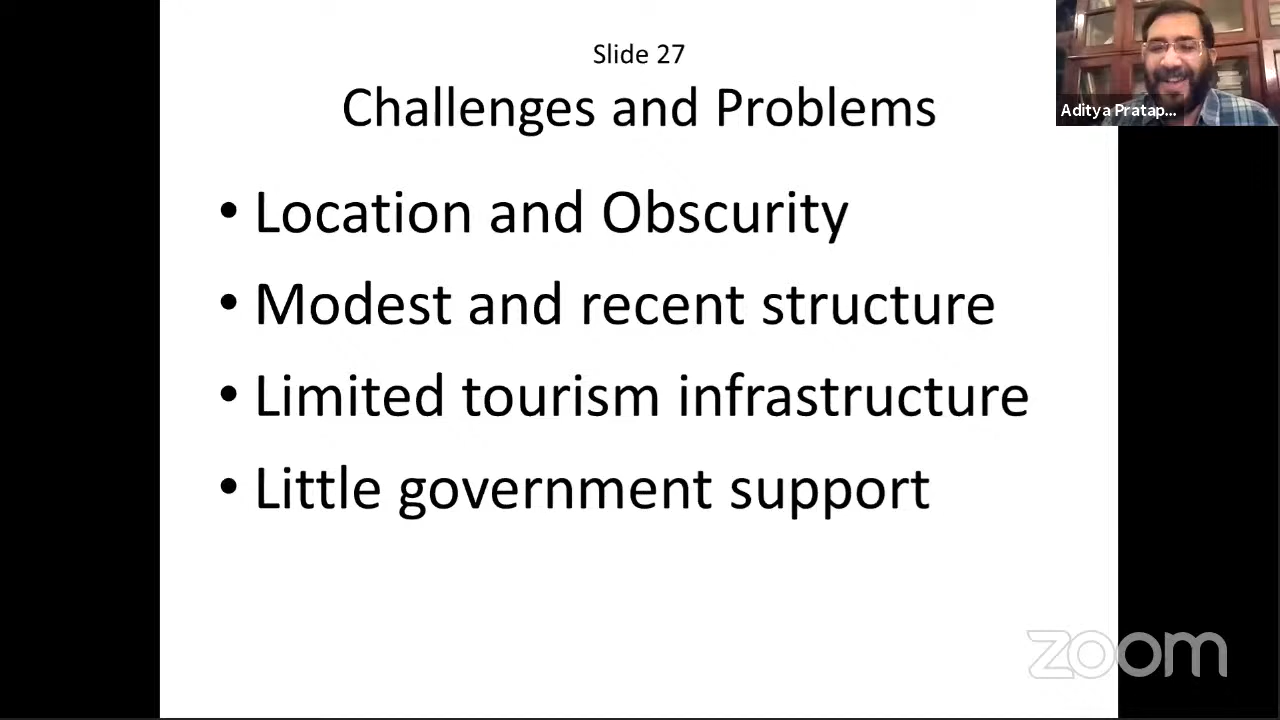 Slide 27
Challenges and Problems
• Location and Obscurity
• Modest and recent structure
• Limited tourism infrastructure
• Little government support
Aditya Pratap...
zoom